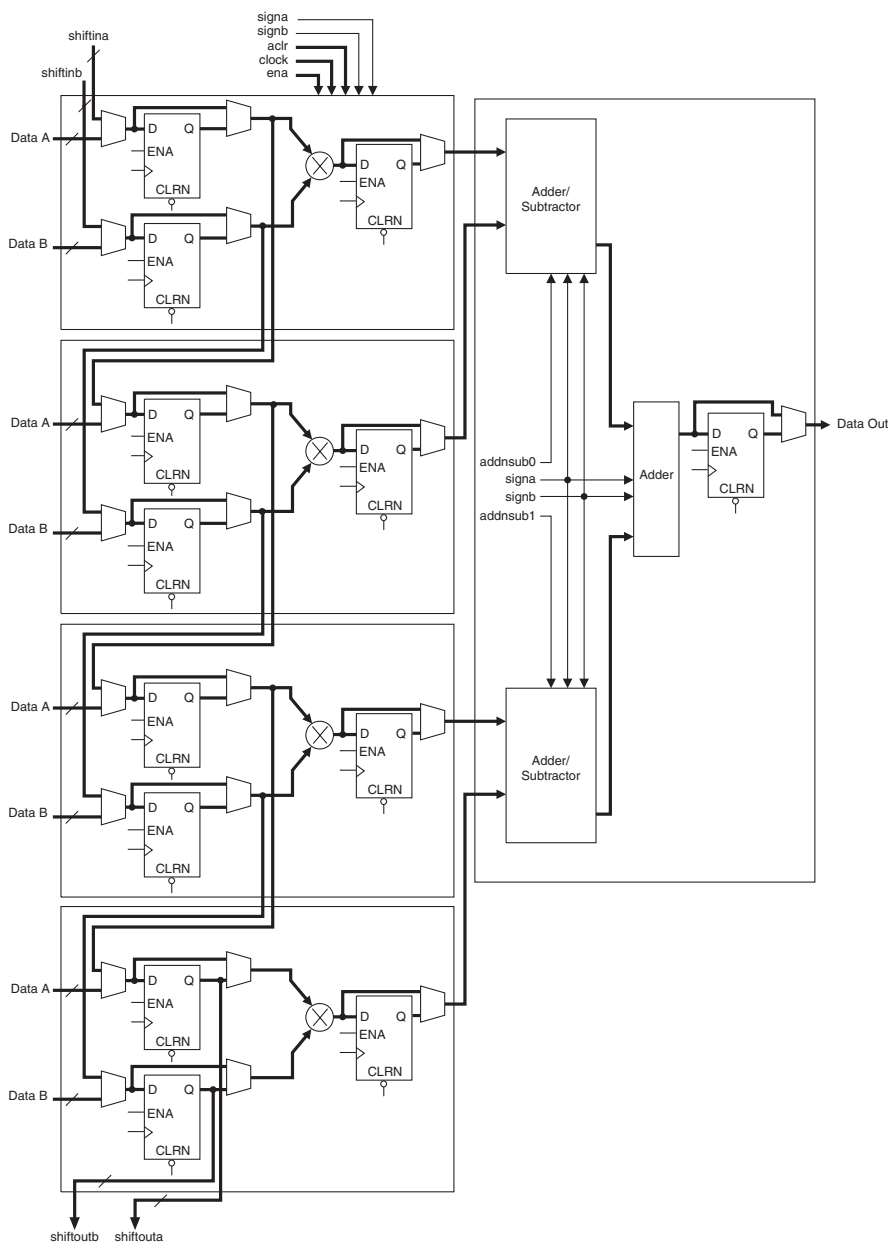 signa
signb
aclr
clock
ena
shiftina
shiftinb
Data A
D Q
ENA
CLRN
Data B
D Q
ENA
CLRN
D Q
ENA
CLRN
Adder/
Subtractor
Data A
D Q
ENA
CLRN
Data B
D Q
ENA
CLRN
D Q
ENA
CLRN
addnsub0
signa
signb
addnsub1
Adder
D Q
ENA
CLRN
Data Out
Data A
D Q
ENA
CLRN
Data B
D Q
ENA
CLRN
D Q
ENA
CLRN
Adder/
Subtractor
Data A
D Q
ENA
CLRN
Data B
D Q
ENA
CLRN
D Q
ENA
CLRN
shiftoutb
shiftouta